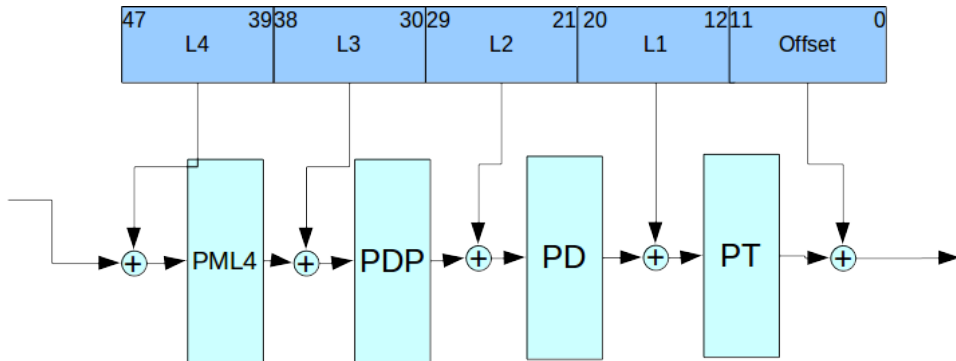 47 39 38 30 29 21 20 12 11 0
L4 L3 L2 L1 Offset
+ PML4 + PDP + PD + PT +